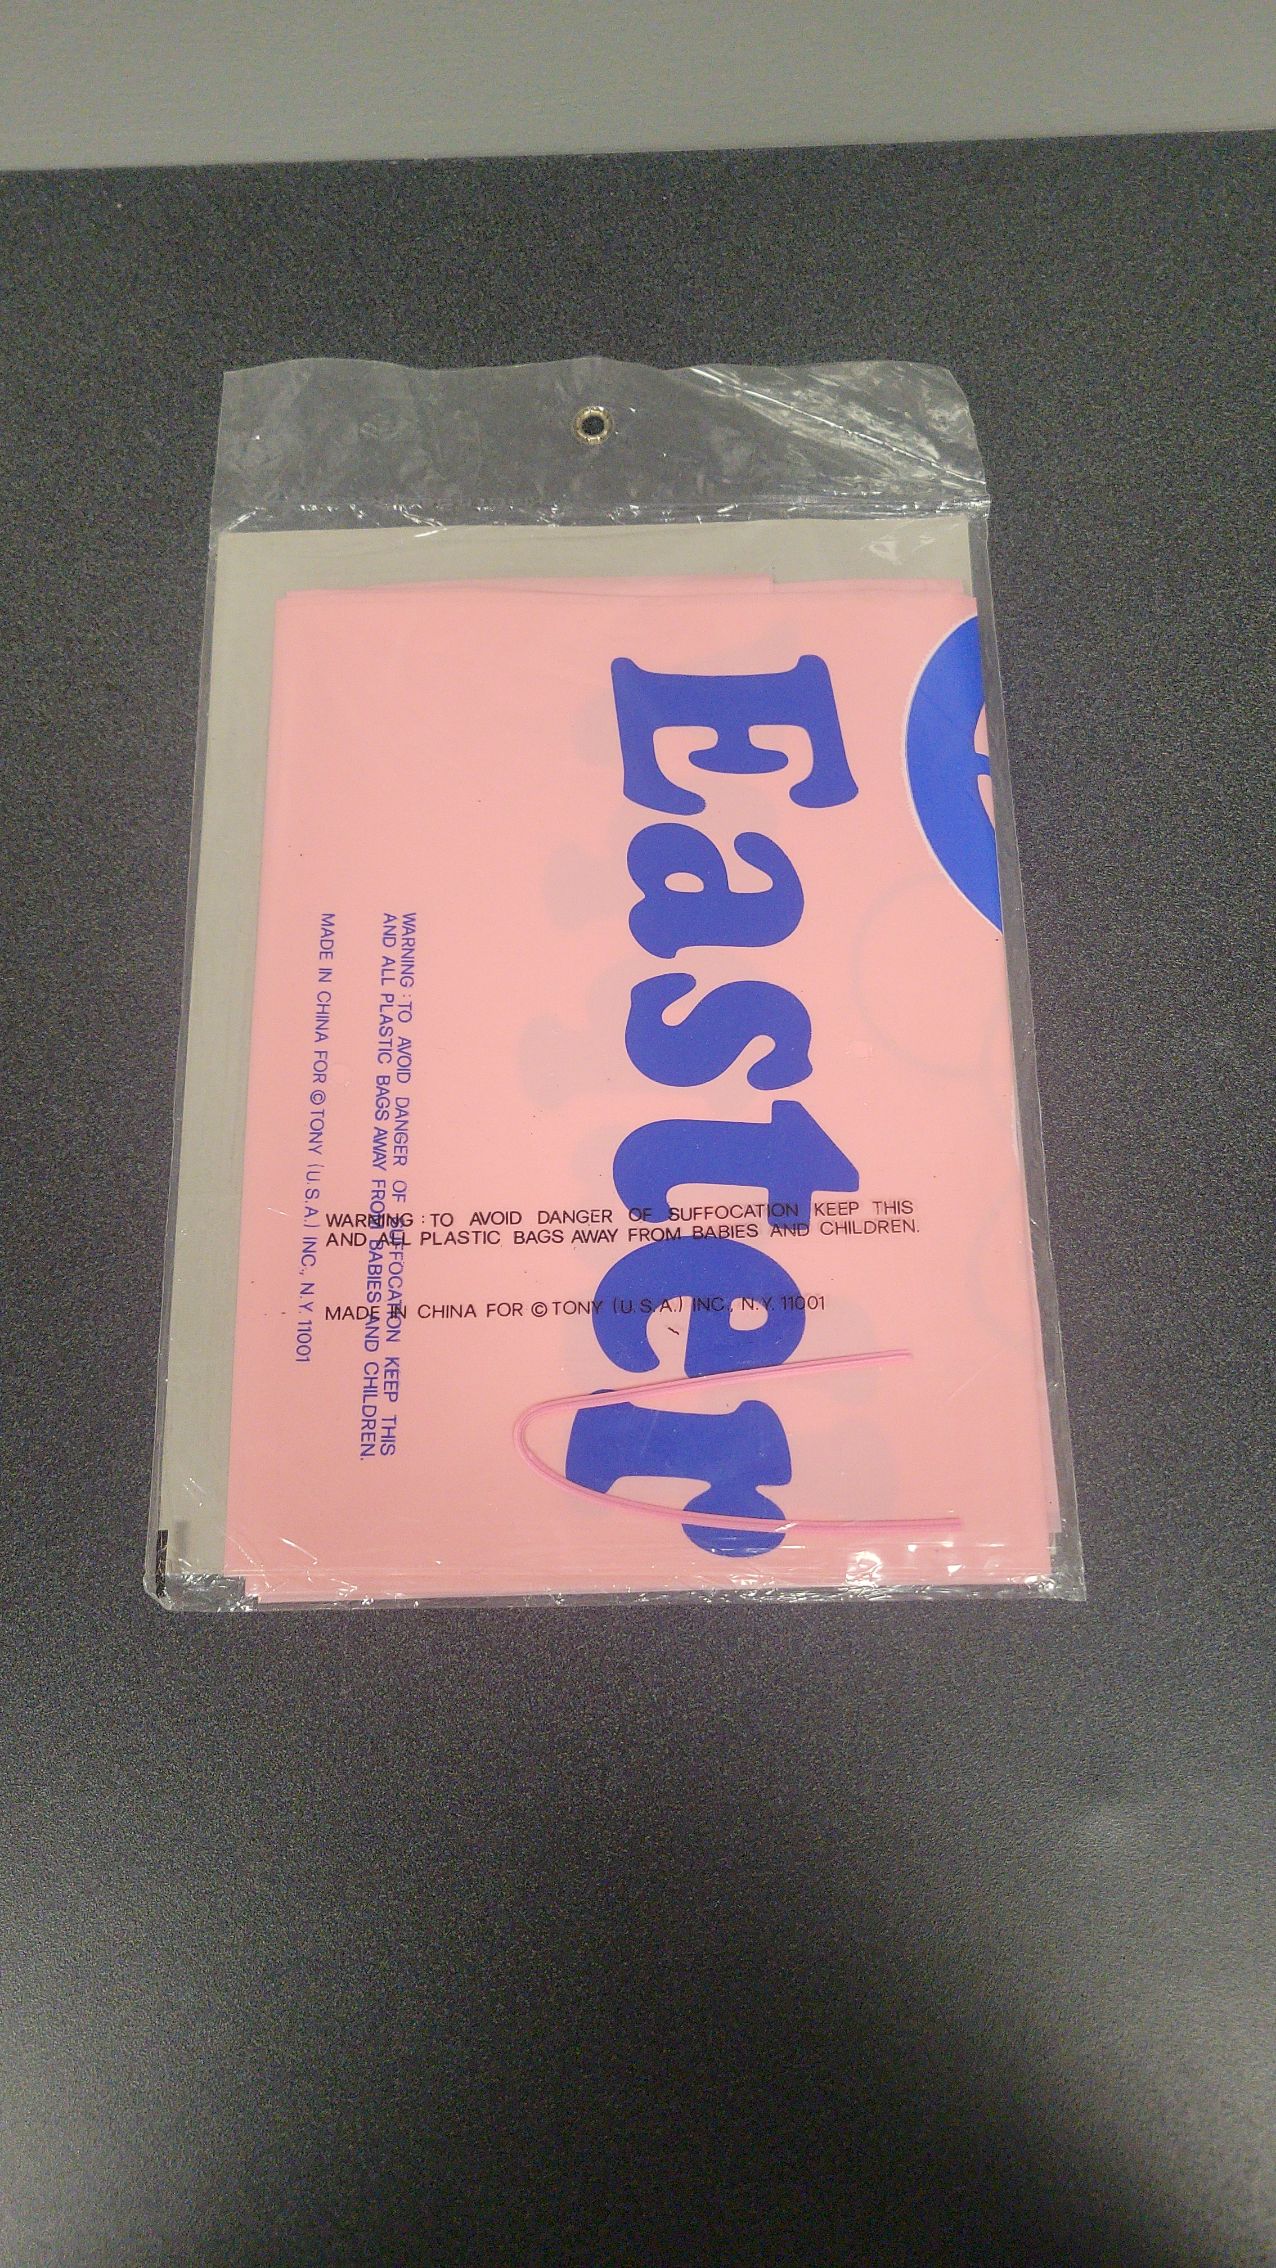 Easter
WARNING : TO AVOID DANGER OF SUFFOCATION KEEP THIS
AND ALL PLASTIC BAGS AWAY FROM BABIES AND CHILDREN.
MADE IN CHINA FOR © TONY (U.S.A.) INC., N.Y. 11001
WARNING : TO AVOID DANGER OF SUFFOCATION KEEP THIS
AND ALL PLASTIC BAGS AWAY FROM BABIES AND CHILDREN.
MADE IN CHINA FOR © TONY (U.S.A.) INC., N.Y. 11001